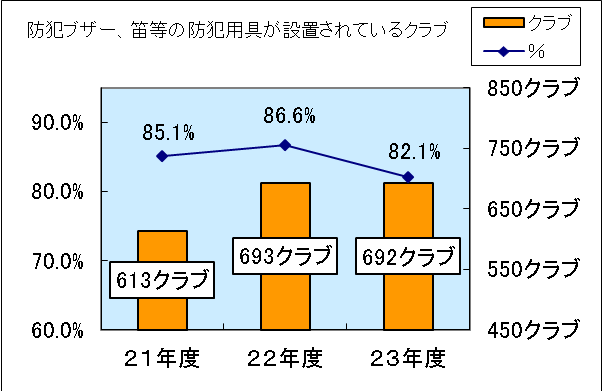 防犯ブザー、笛等の防犯用具が設置されているクラブ
クラブ
%
90.0%
80.0%
70.0%
60.0%
850クラブ
750クラブ
650クラブ
550クラブ
450クラブ
85.1%
86.6%
82.1%
613クラブ
693クラブ
692クラブ
21年度
22年度
23年度